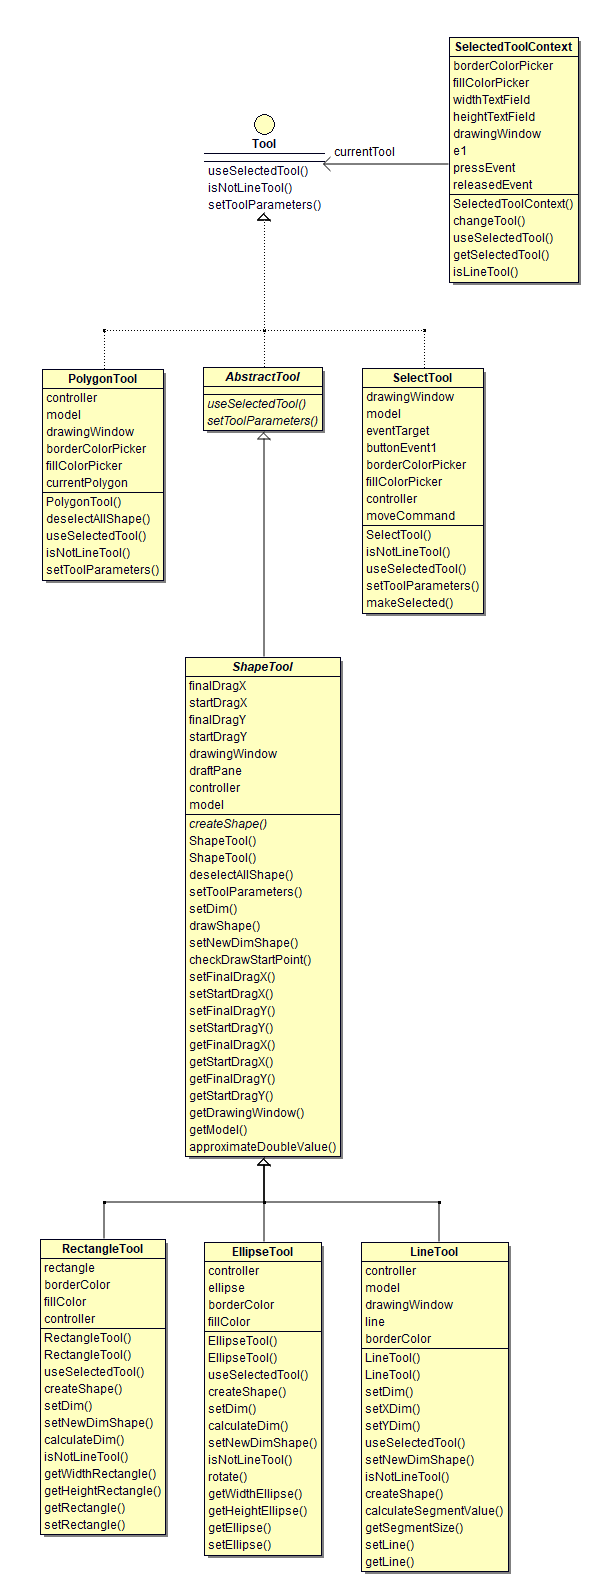 SelectedToolContext
borderColorPicker
fillColorPicker
widthTextField
heightTextField
drawingWindow
e1
pressEvent
releasedEvent
SelectedToolContext()
changeTool()
useSelectedTool()
getSelectedTool()
isLineTool()
Tool
currentTool
useSelectedTool()
isNotLineTool()
setToolParameters()
PolygonTool
controller
model
drawingWindow
borderColorPicker
fillColorPicker
currentPolygon
PolygonTool()
deselectAllShape()
useSelectedTool()
isNotLineTool()
setToolParameters()
AbstractTool
useSelectedTool()
setToolParameters()
SelectTool
drawingWindow
model
eventTarget
buttonEvent1
borderColorPicker
fillColorPicker
controller
moveCommand
SelectTool()
isNotLineTool()
useSelectedTool()
setToolParameters()
makeSelected()
ShapeTool
finalDragX
startDragX
finalDragY
startDragY
drawingWindow
draftPane
controller
model
createShape()
ShapeTool()
ShapeTool()
deselectAllShape()
setToolParameters()
setDim()
drawShape()
setNewDimShape()
checkDrawStartPoint()
setFinalDragX()
setStartDragX()
setFinalDragY()
setStartDragY()
getFinalDragX()
getStartDragX()
getFinalDragY()
getStartDragY()
getDrawingWindow()
getModel()
approximateDoubleValue()
RectangleTool
rectangle
borderColor
fillColor
controller
RectangleTool()
RectangleTool()
useSelectedTool()
createShape()
setDim()
setNewDimShape()
calculateDim()
isNotLineTool()
getWidthRectangle()
getHeightRectangle()
getRectangle()
setRectangle()
EllipseTool
controller
ellipse
borderColor
fillColor
EllipseTool()
EllipseTool()
useSelectedTool()
createShape()
setDim()
calculateDim()
setNewDimShape()
isNotLineTool()
rotate()
getWidthEllipse()
getHeightEllipse()
getEllipse()
setEllipse()
LineTool
controller
model
drawingWindow
line
borderColor
LineTool()
LineTool()
setDim()
setXDim()
setYDim()
useSelectedTool()
setNewDimShape()
isNotLineTool()
createShape()
calculateSegmentValue()
getSegmentSize()
setLine()
getLine()